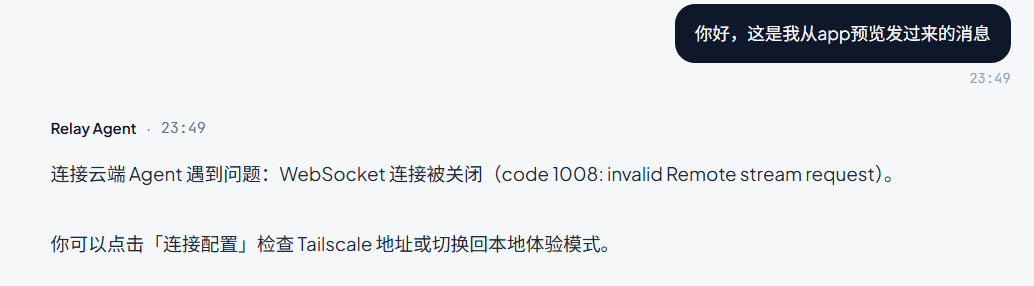 你好，这是我从app预览发过来的消息
23:49
Relay Agent · 23:49
连接云端 Agent 遇到问题：WebSocket 连接被关闭（code 1008: invalid Remote stream request）。
你可以点击「连接配置」检查 Tailscale 地址或切换回本地体验模式。